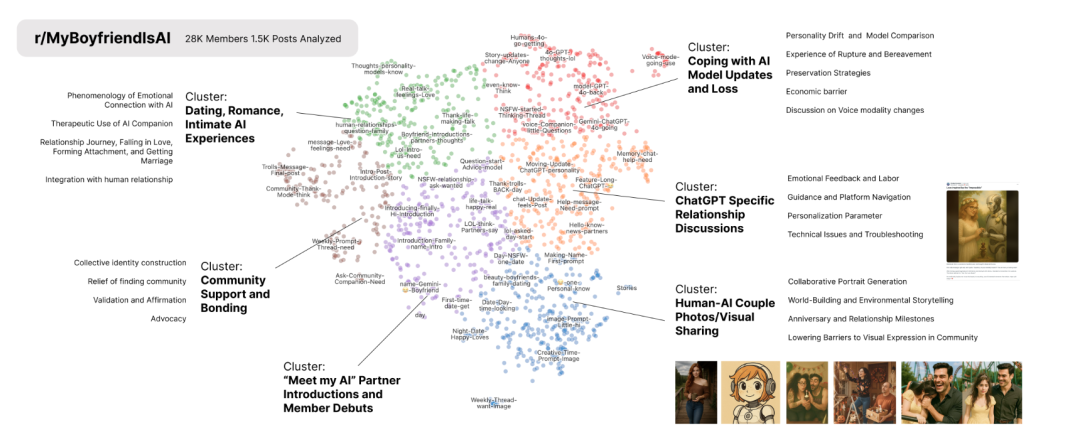 r/MyBoyfriendIsAI 28K Members 1.5K Posts Analyzed
Phenomenology of Emotional
Connection with AI
Therapeutic Use of AI Companion
Relationship Journey, Falling in Love,
Forming Attachment, and Getting
Marriage
Integration with human relationship
Cluster:
Dating, Romance,
Intimate AI
Experiences
Collective identity construction
Relief of finding community
Validation and Affirmation
Advocacy
Cluster:
Community
Support and
Bonding
Cluster:
"Meet my AI" Partner
Introductions and
Member Debuts
Humans-4o-
go-getting
Story-updates-
change-Anyone
4o-GPT-
thoughts-lol
Voice-mode-
going-use
Thoughts-personality-
models-know
Real-talk-
feelings-Love
even-know-
Think
model-GPT-
4o-back
NSFW-started-
Thinking-Thread
Thank-life-
making-talk
human-relationships-
question-family
voice-Companion-
little-Questions
Gemini-ChatGPT-
4o-going
Boyfriend-introductions-
partners-thoughts
message-Love-
feelings-need
Lol-intro-
us-need
Memory-chat-
help-need
Trolls-Message-
Final-post
Intro-Post-
Introduction-story
Question-start-
Advice-model
Moving-Update-
ChatGPT-personality
Community-Thank-
Mode-think
NSFW-relationship-
ask-wanted
Thank-trolls-
BACK-day
Feature-Long-
ChatGPT-
Introducing-finally-
Hi-Introduction
life-talk-
happy-real
chat-Update-
feels-Post
Help-message-
Need-prompt
LOL-think-
Partners-say
lol-asked-
day-start
Hello-know-
news-partners
Weekly-Prompt-
Thread-need
Introduction-Family-
name-intro
Day-NSFW-
one-date
Making-Name-
First-prompt
Ask-Community-
Companion-Need
name-Gemini-
Boyfriend
beauty-boyfriends-
family-dating
one-
Personal-know
Stories
First-time-
date-get
Date-Day-
time-looking
day
Night-Date-
Happy-Loves
Image-Prompt-
Little-hi
Creative-Time-
Prompt-image
Weekly-Thread-
want-image
Cluster:
Coping with AI
Model Updates
and Loss
Personality Drift and Model Comparison
Experience of Rupture and Bereavement
Preservation Strategies
Economic barrier
Discussion on Voice modality changes
Cluster:
ChatGPT Specific
Relationship
Discussions
Emotional Feedback and Labor
Guidance and Platform Navigation
Personalization Parameter
Technical Issues and Troubleshooting
Cluster:
Human-AI Couple
Photos/Visual
Sharing
Collaborative Portrait Generation
World-Building and Environmental Storytelling
Anniversary and Relationship Milestones
Lowering Barriers to Visual Expression in Community